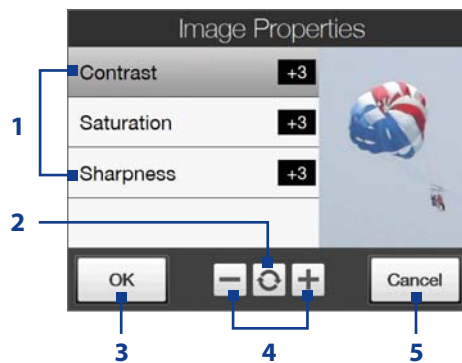 Image Properties
Contrast +3
1
Saturation +3
Sharpness +3
2
OK
Cancel
3
4
5